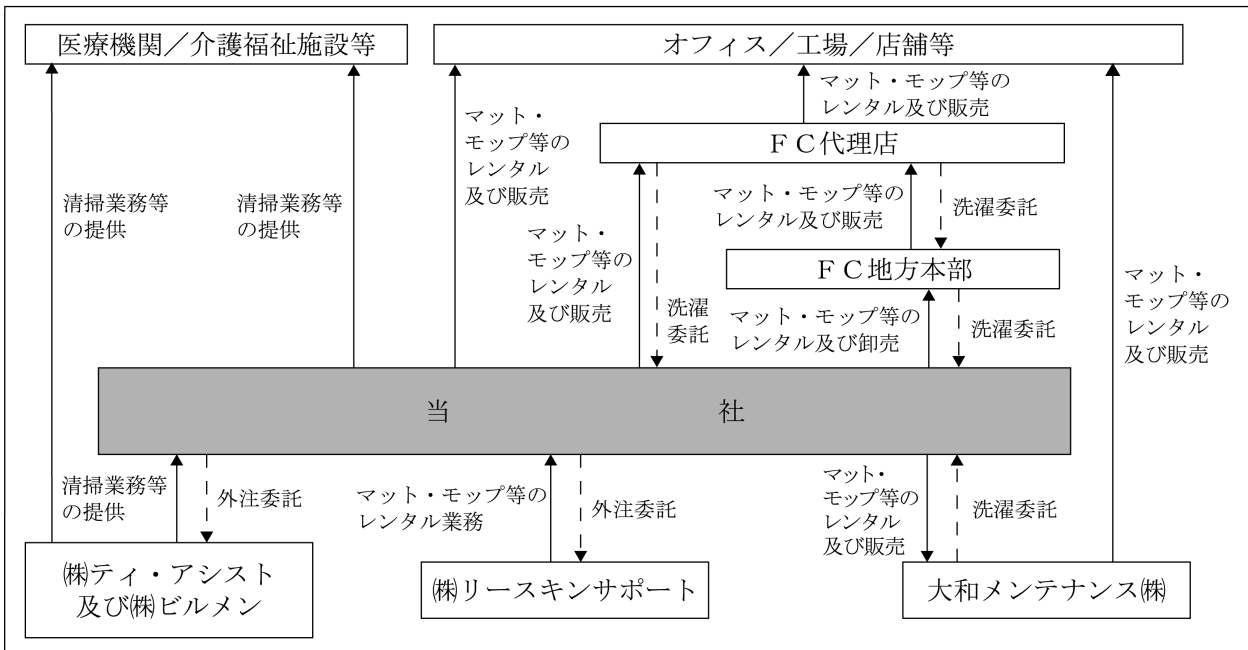 医療機関／介護福祉施設等
オフィス／工場／店舗等
マット・モップ等の
レンタル及び販売
マット・
モップ等の
レンタル
及び販売
ＦＣ代理店
清掃業務等
の提供
清掃業務等
の提供
マット・モップ等の
レンタル及び販売
洗濯委託
マット・
モップ等の
レンタル
及び販売
ＦＣ地方本部
マット・
モップ等の
レンタル
及び販売
洗濯
委託
マット・モップ等の
レンタル及び卸売
洗濯委託
当社
清掃業務等
の提供
外注委託
マット・モップ等の
レンタル業務
外注委託
マット・
モップ等の
レンタル
及び販売
洗濯委託
㈱ティ・アシスト
及び㈱ビルメン
㈱リースキンサポート
大和メンテナンス㈱